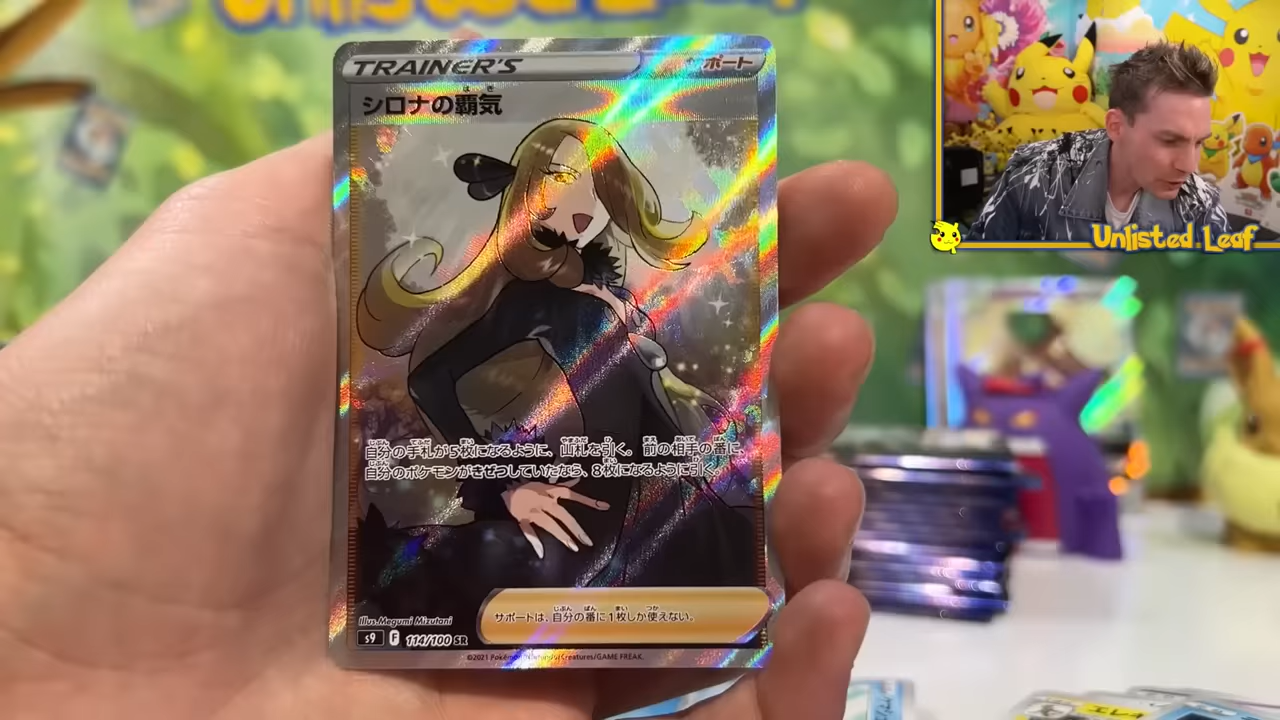 TRAINER'S
サポート
シロナの覇気
自分の手札が5枚になるように、山札を引く。前の相手の番に、
自分のポケモンがきぜつしていたなら、8枚になるように引く。
Illus. Megumi Mizutani
サポートは、自分の番に1枚しか使えない。
s9 F 114/100 SR
©2021 Pokémon/Nintendo/Creatures/GAME FREAK.
Unlisted Leaf